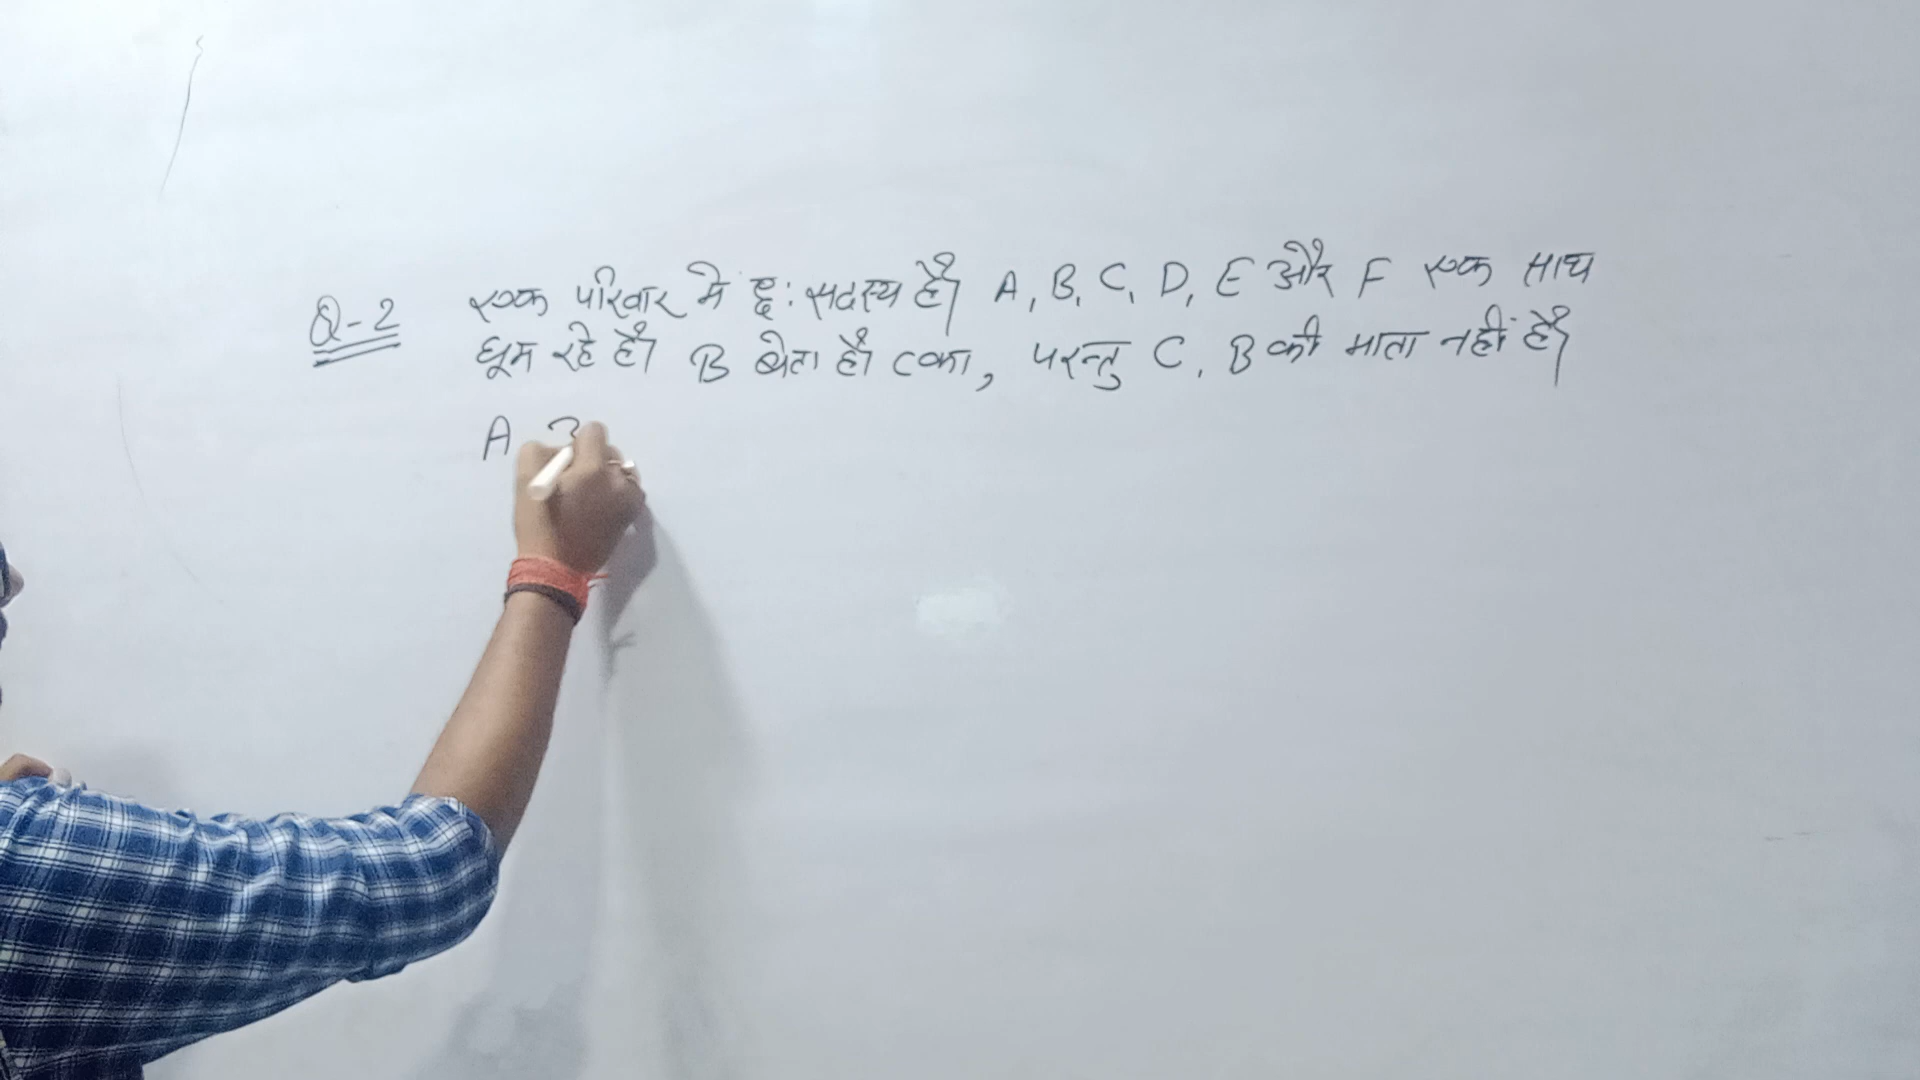 Q-2 एक परिवार में छ: सदस्य हैं। A, B, C, D, E और F एक साथ
घूम रहे हैं। B बेटा है C का, परन्तु C, B की माता नहीं है।
A